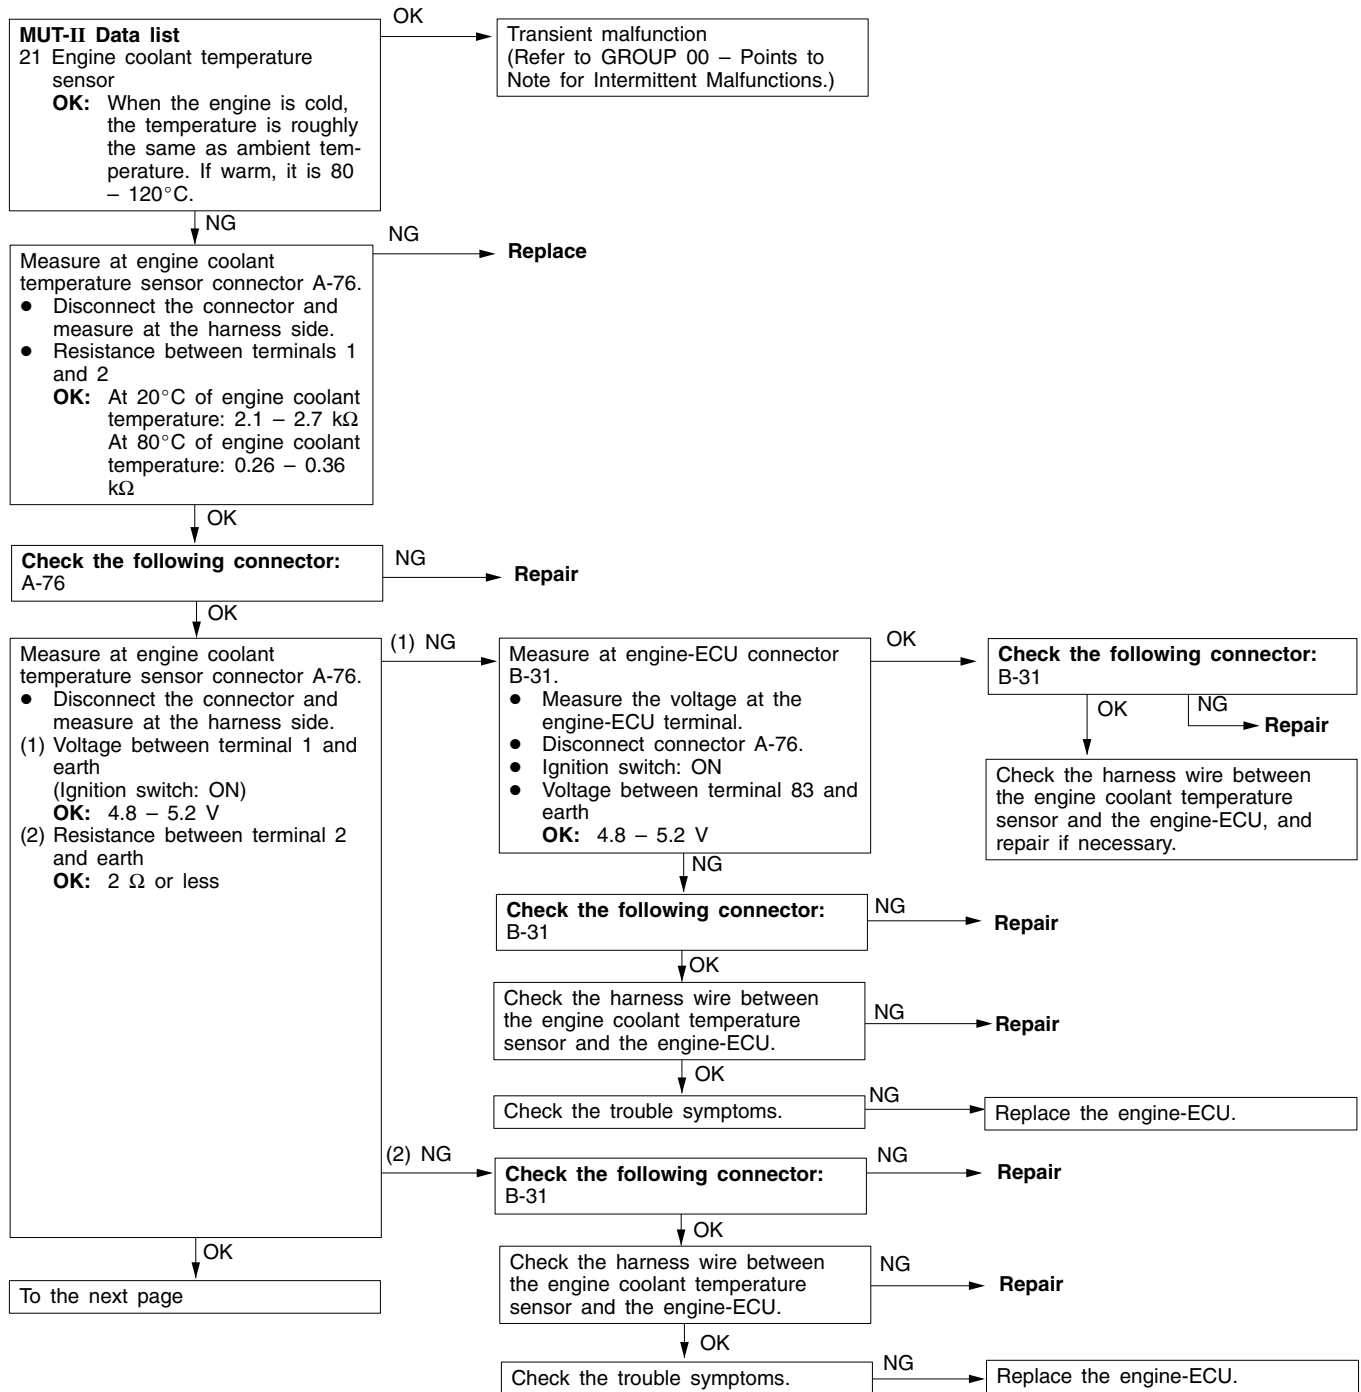 MUT-II Data list
21 Engine coolant temperature
sensor
OK: When the engine is cold,
the temperature is roughly
the same as ambient tem-
perature. If warm, it is 80
– 120°C.
OK
Transient malfunction
(Refer to GROUP 00 – Points to
Note for Intermittent Malfunctions.)
NG
Measure at engine coolant
temperature sensor connector A-76.
● Disconnect the connector and
measure at the harness side.
● Resistance between terminals 1
and 2
OK: At 20°C of engine coolant
temperature: 2.1 – 2.7 kΩ
At 80°C of engine coolant
temperature: 0.26 – 0.36
kΩ
NG
Replace
OK
Check the following connector:
A-76
NG
Repair
OK
Measure at engine coolant
temperature sensor connector A-76.
● Disconnect the connector and
measure at the harness side.
(1) Voltage between terminal 1 and
earth
(Ignition switch: ON)
OK: 4.8 – 5.2 V
(2) Resistance between terminal 2
and earth
OK: 2 Ω or less
(1) NG
Measure at engine-ECU connector
B-31.
● Measure the voltage at the
engine-ECU terminal.
● Disconnect connector A-76.
● Ignition switch: ON
● Voltage between terminal 83 and
earth
OK: 4.8 – 5.2 V
OK
Check the following connector:
B-31
OK
NG
Repair
Check the harness wire between
the engine coolant temperature
sensor and the engine-ECU, and
repair if necessary.
NG
Check the following connector:
B-31
NG
Repair
OK
Check the harness wire between
the engine coolant temperature
sensor and the engine-ECU.
NG
Repair
OK
Check the trouble symptoms.
NG
Replace the engine-ECU.
(2) NG
Check the following connector:
B-31
NG
Repair
OK
Check the harness wire between
the engine coolant temperature
sensor and the engine-ECU.
NG
Repair
OK
Check the trouble symptoms.
NG
Replace the engine-ECU.
OK
To the next page